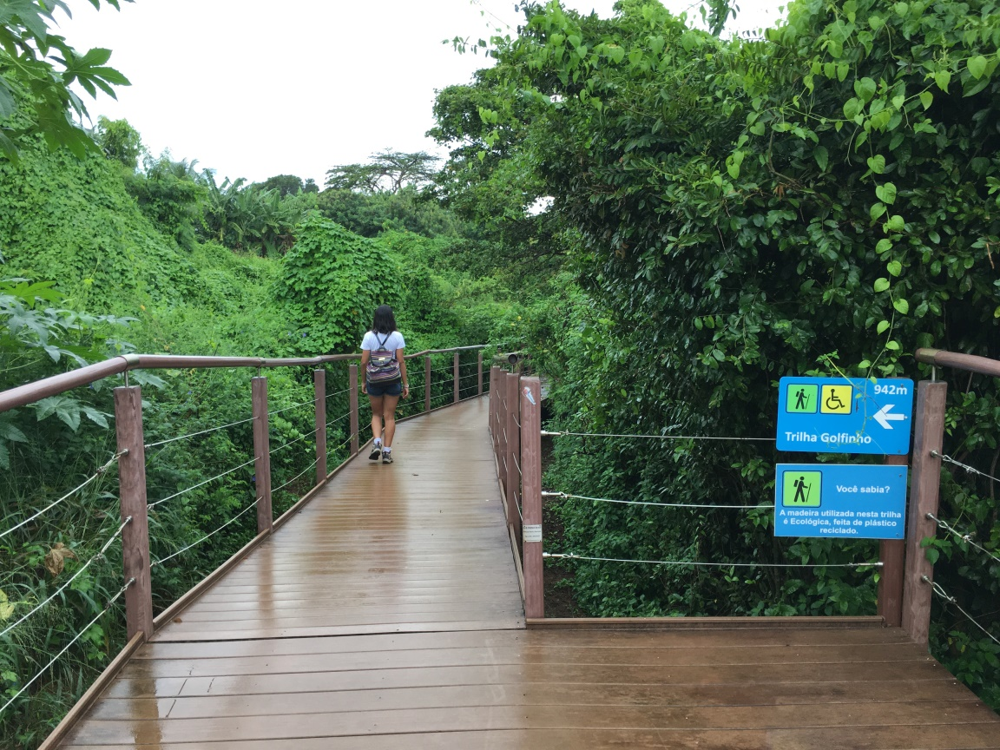 942m
Trilha Golfinho
Você sabia?
A madeira utilizada nesta trilha
é Ecológica, feita de plástico
reciclado.